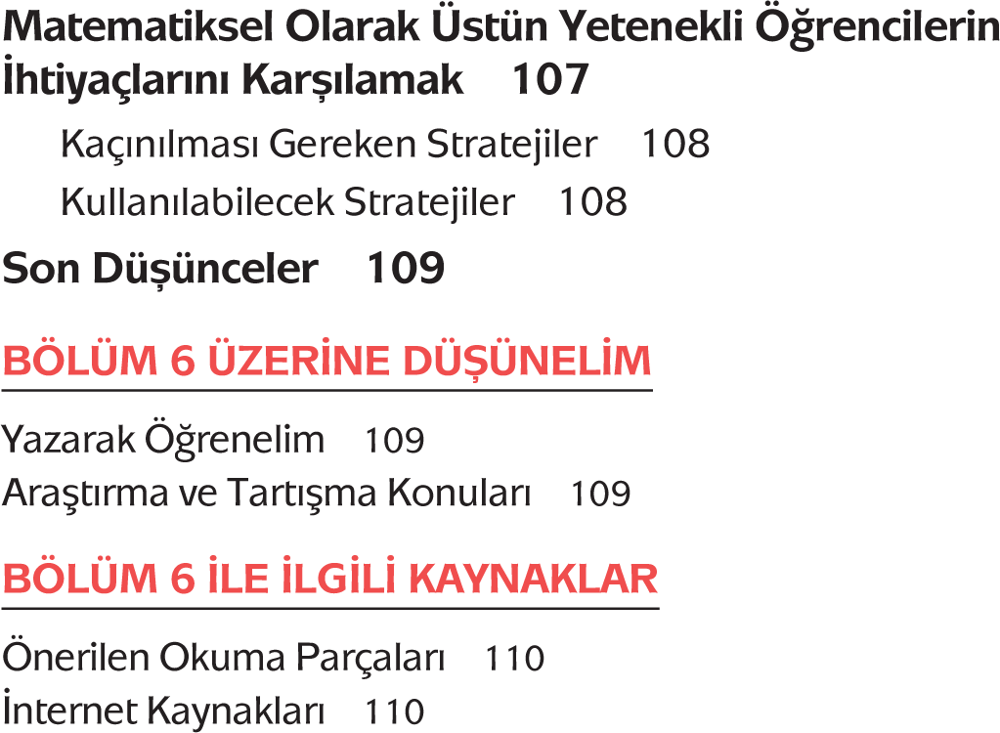 Matematiksel Olarak Üstün Yetenekli Öğrencilerin
İhtiyaçlarını Karşılamak 107
Kaçınılması Gereken Stratejiler 108
Kullanılabilecek Stratejiler 108
Son Düşünceler 109
BÖLÜM 6 ÜZERİNE DÜŞÜNELİM
Yazarak Öğrenelim 109
Araştırma ve Tartışma Konuları 109
BÖLÜM 6 İLE İLGİLİ KAYNAKLAR
Önerilen Okuma Parçaları 110
İnternet Kaynakları 110